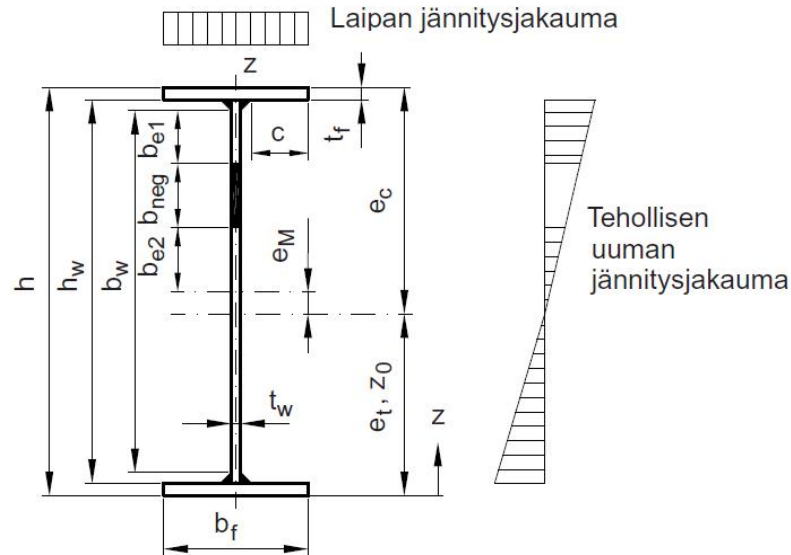 Laipan jännitysjakauma
z
c
t_f
b_e1
b_neg
b_e2
e_c
e_M
h
h_w
b_w
Tehollisen
uuman
jännitysjakauma
t_w
e_t , z_0
z
b_f